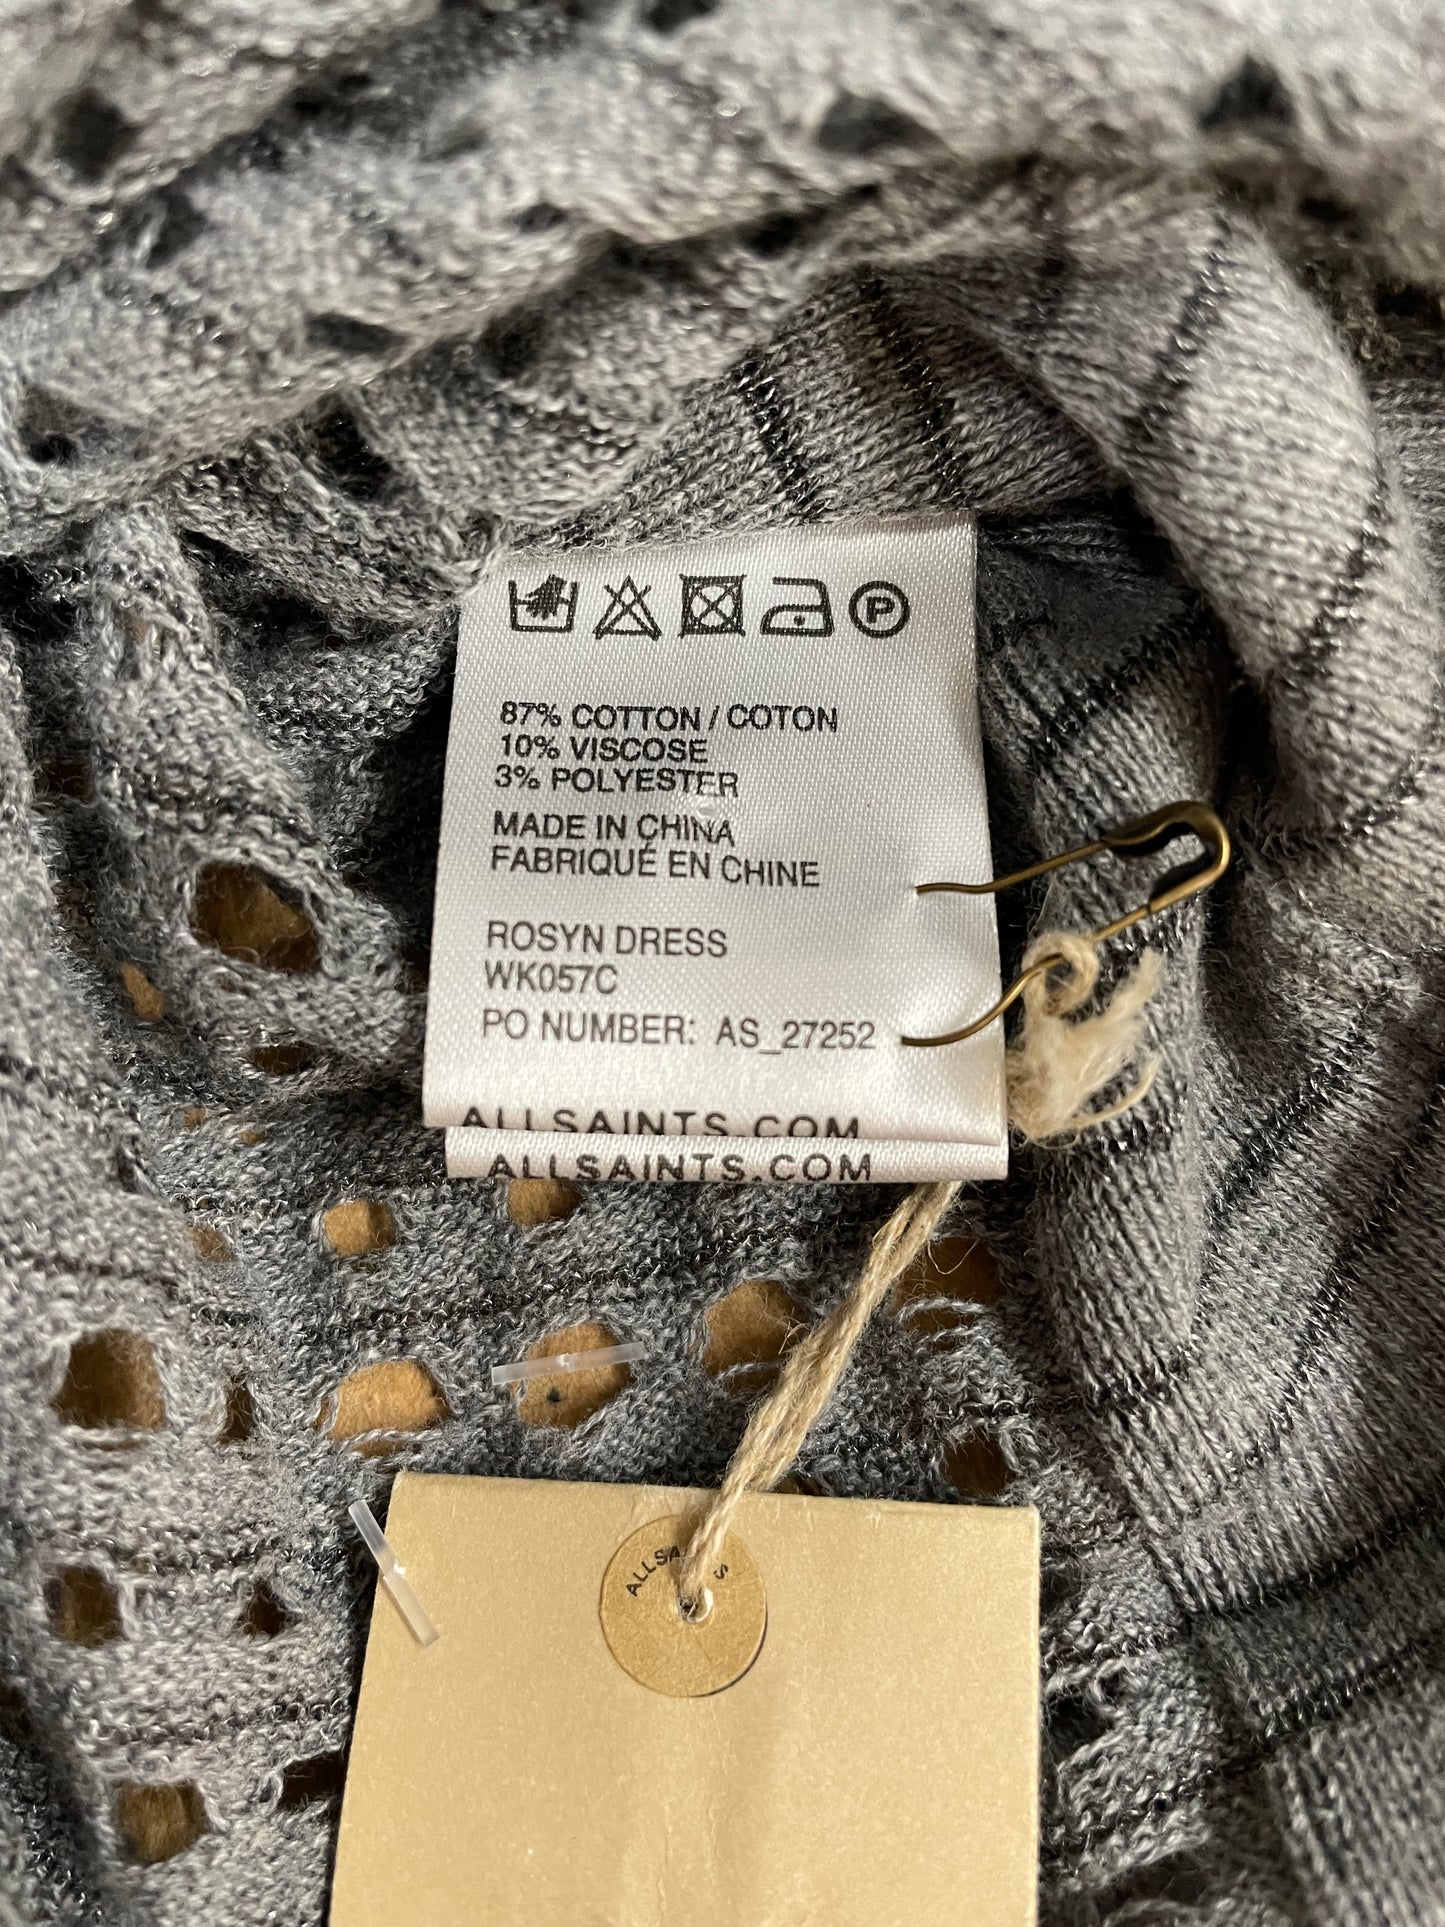 P
87% COTTON / COTON
10% VISCOSE
3% POLYESTER
MADE IN CHINA
FABRIQUÉ EN CHINE
ROSYN DRESS
WK057C
PO NUMBER: AS_27252
ALLSAINTS.COM
ALLSAINTS.COM